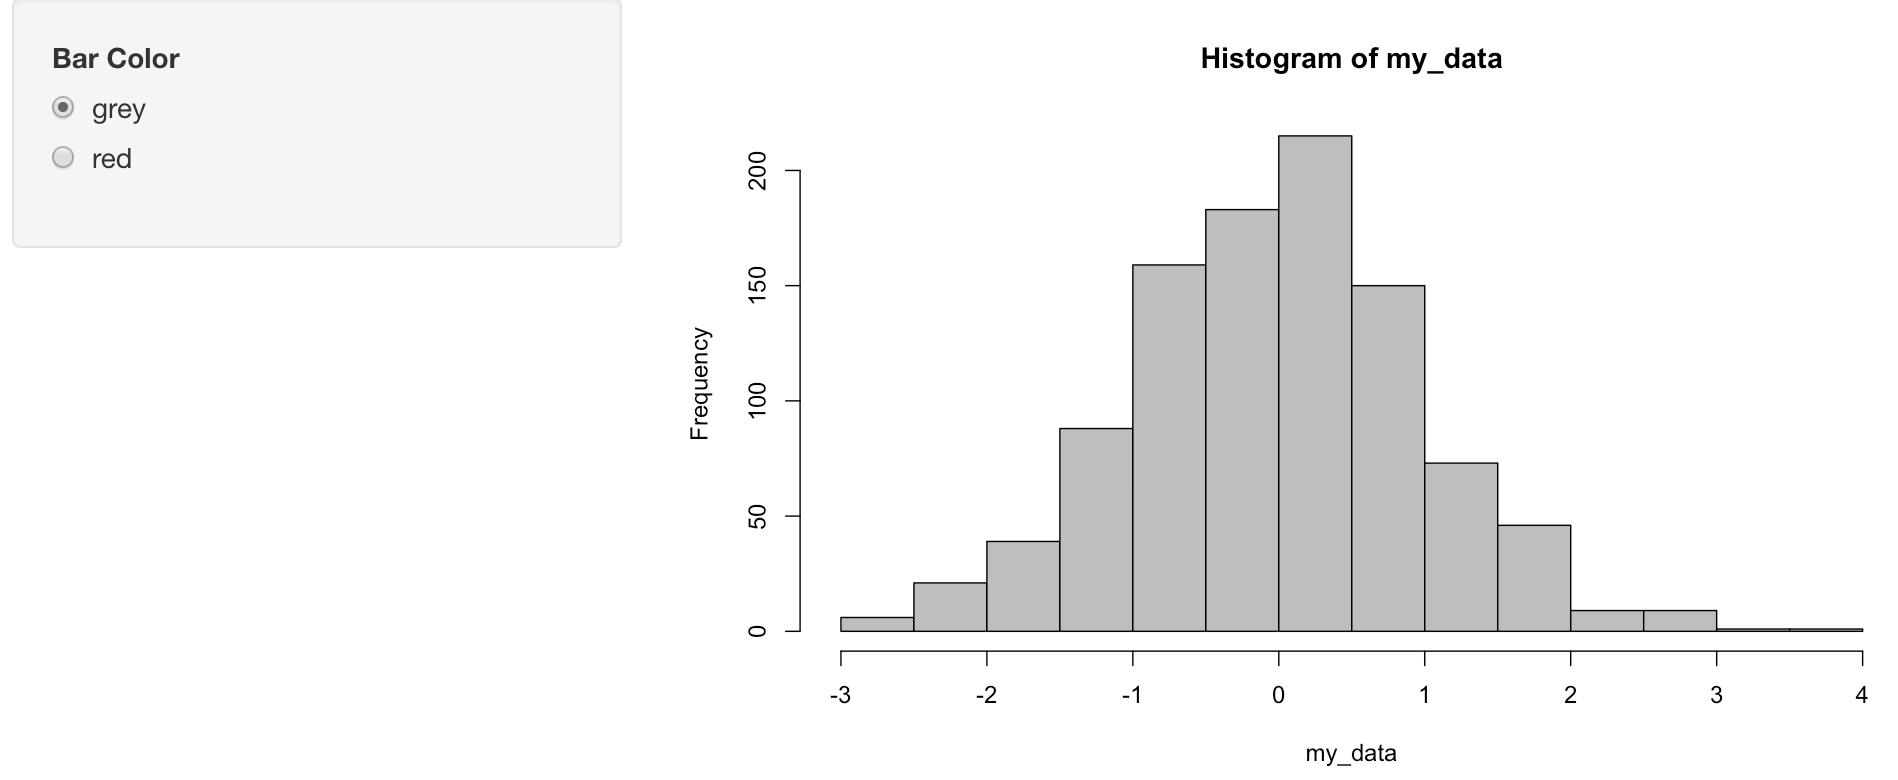 Bar Color
grey
red
Histogram of my_data
Frequency
200
150
100
50
0
-3 -2 -1 0 1 2 3 4
my_data